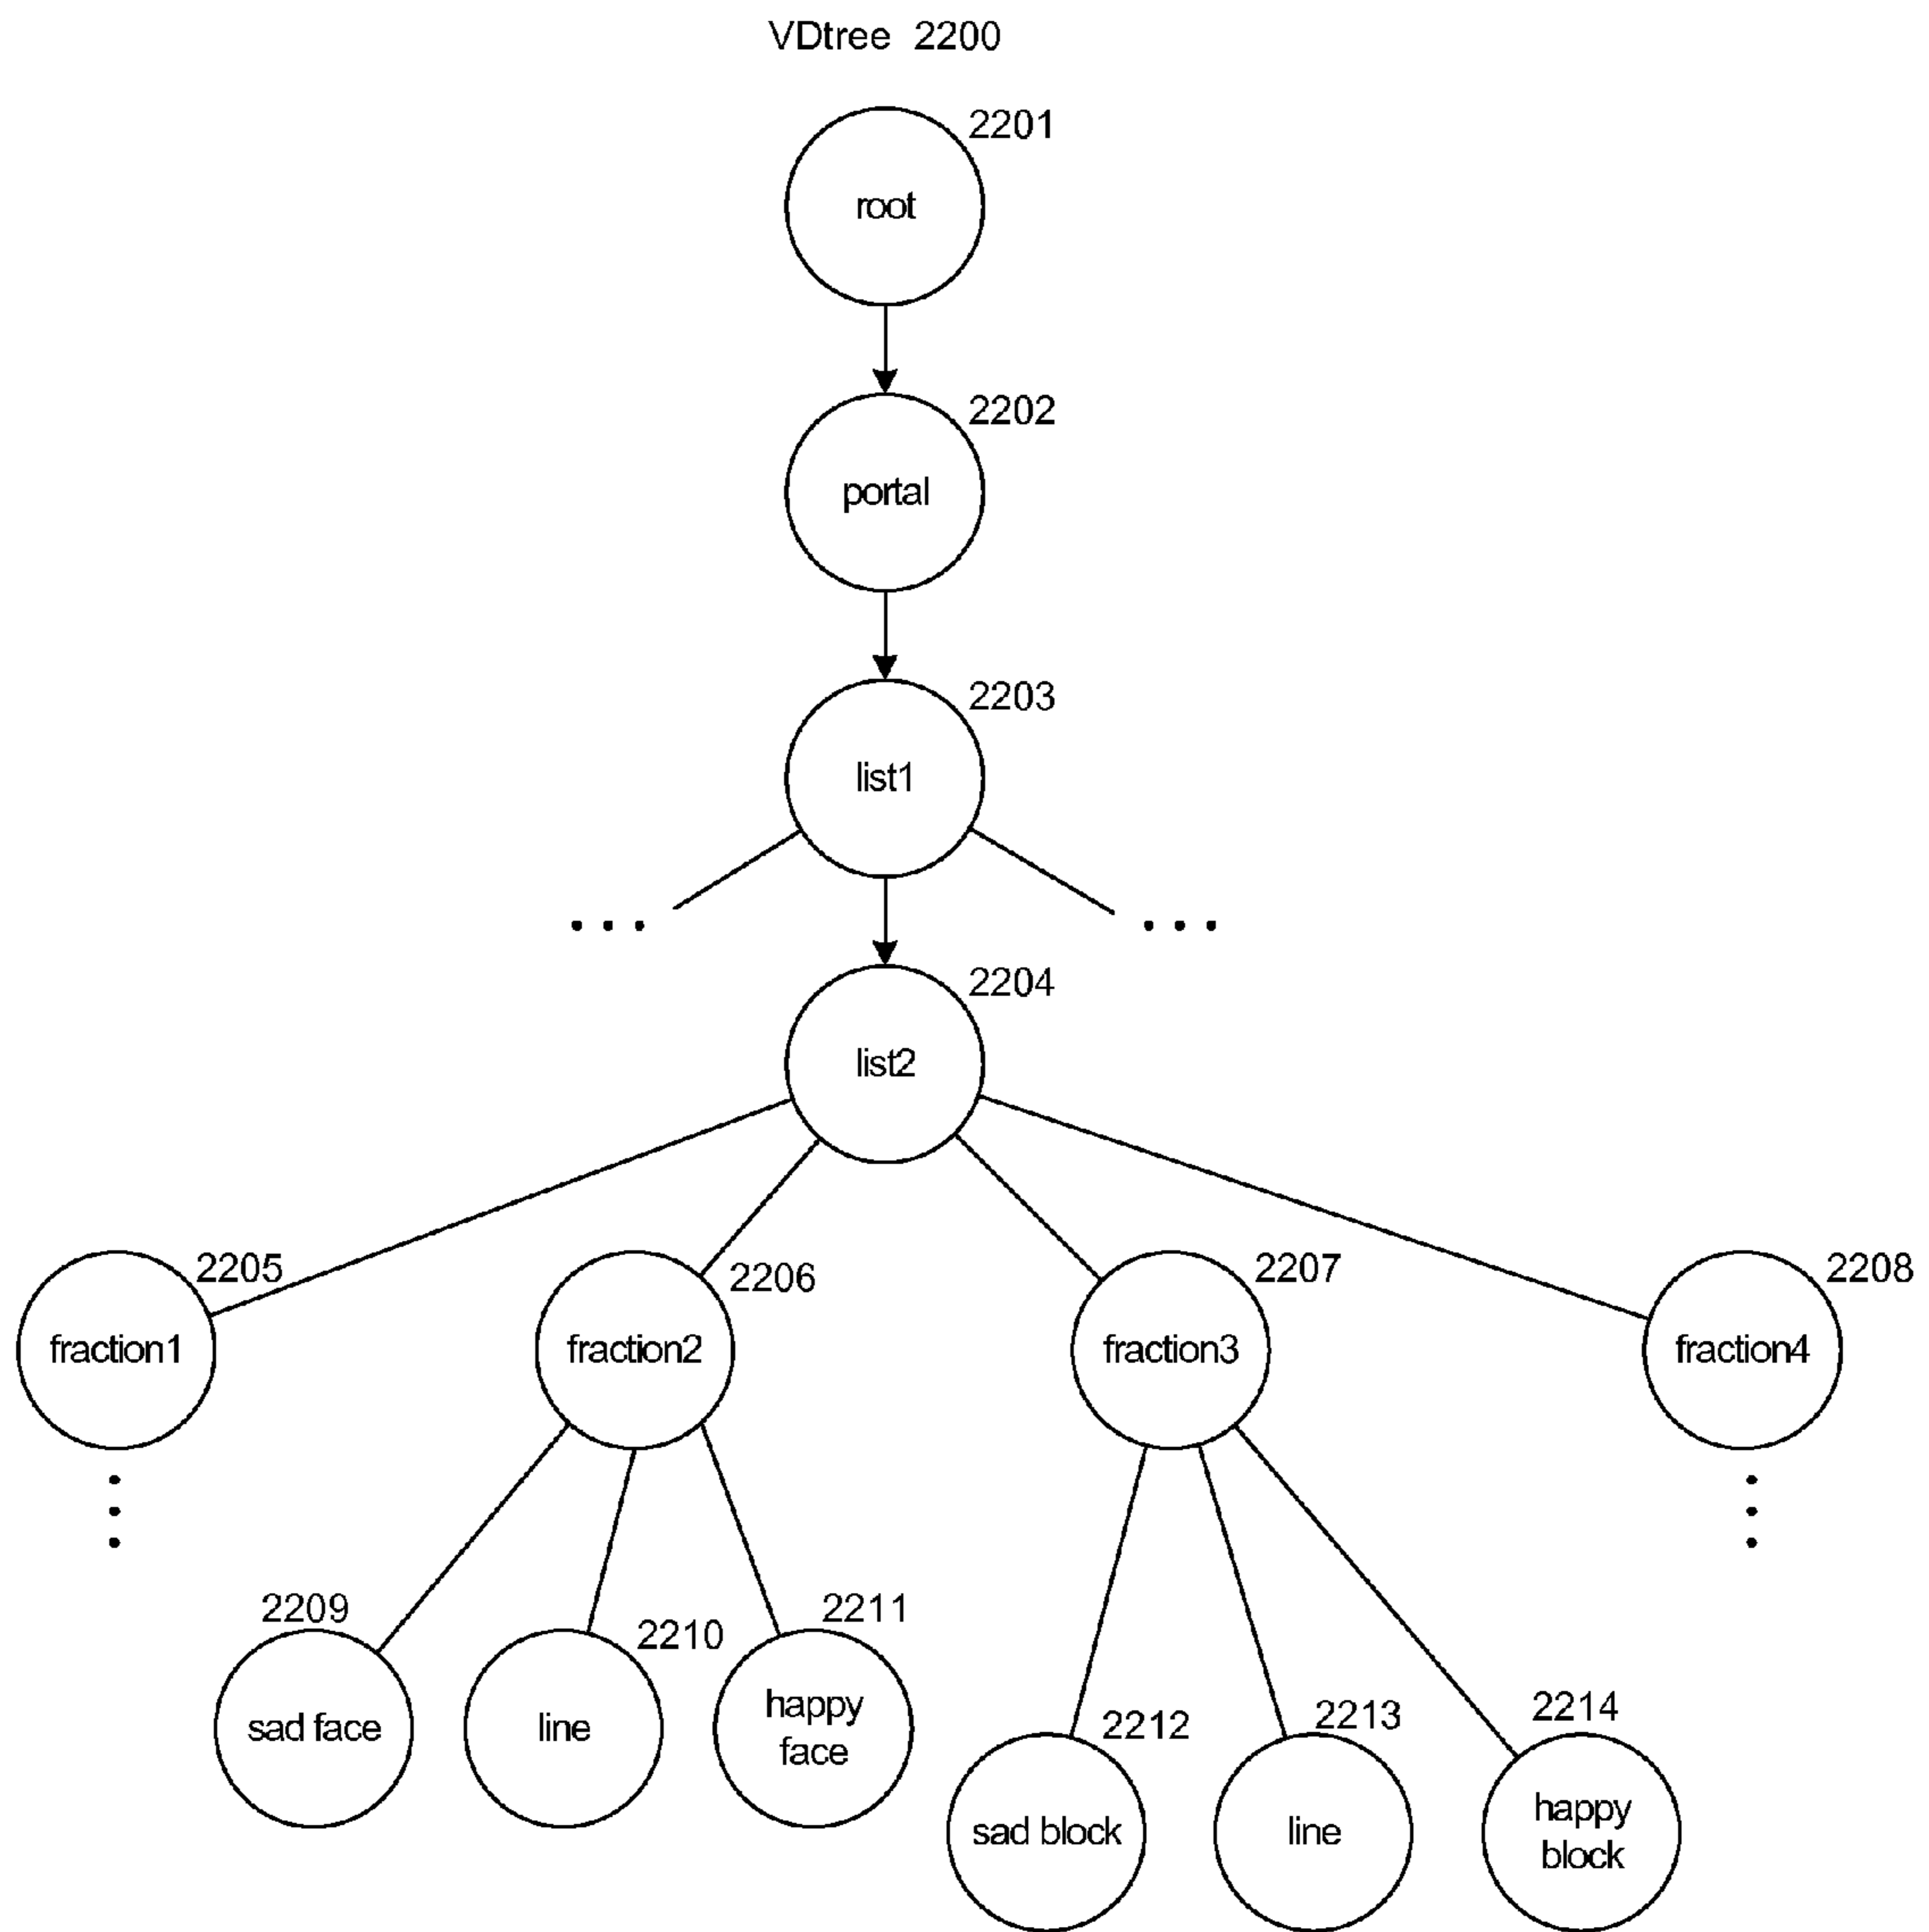 VDtree 2200
2201
root
2202
portal
2203
list1
... ...
2204
list2
2205
2206
2207
2208
fraction1
fraction2
fraction3
fraction4
2209
2210
2211
sad face
line
happy
face
2212
2213
2214
sad block
line
happy
block